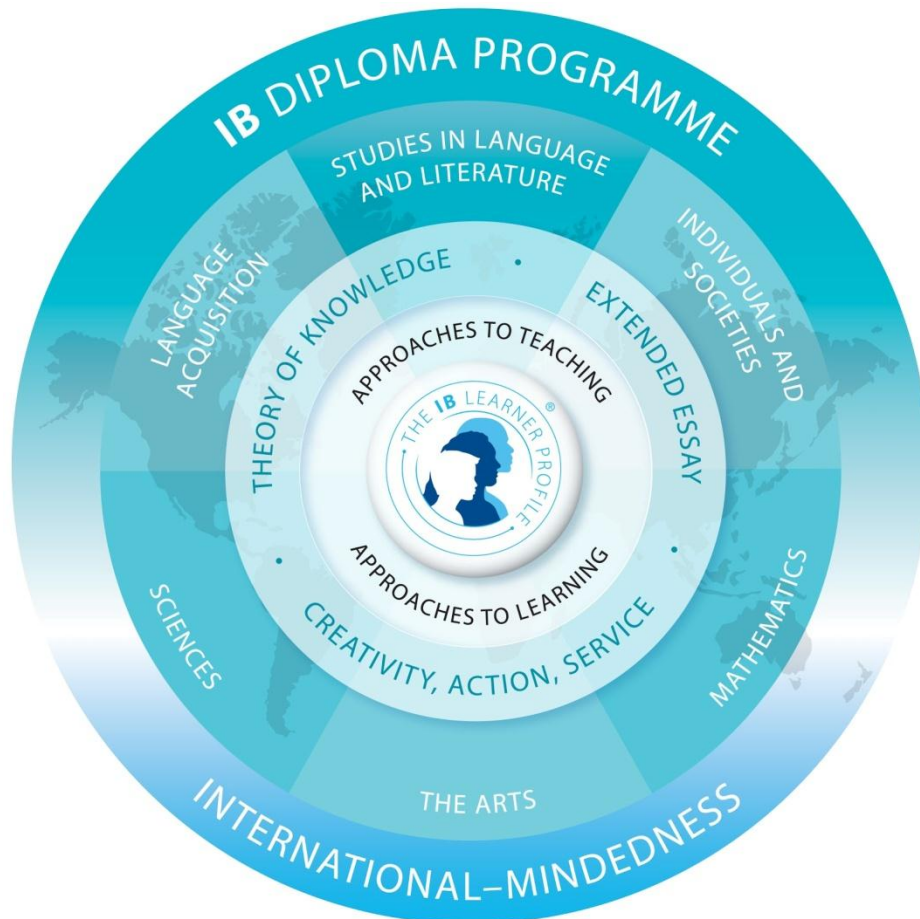 IB DIPLOMA PROGRAMME
STUDIES IN LANGUAGE
AND LITERATURE
LANGUAGE
ACQUISITION
INDIVIDUALS AND
SOCIETIES
THEORY OF KNOWLEDGE
·
EXTENDED ESSAY
APPROACHES TO TEACHING
THE IB LEARNER PROFILE®
APPROACHES TO LEARNING
·
·
CREATIVITY, ACTION, SERVICE
SCIENCES
MATHEMATICS
THE ARTS
INTERNATIONAL–MINDEDNESS